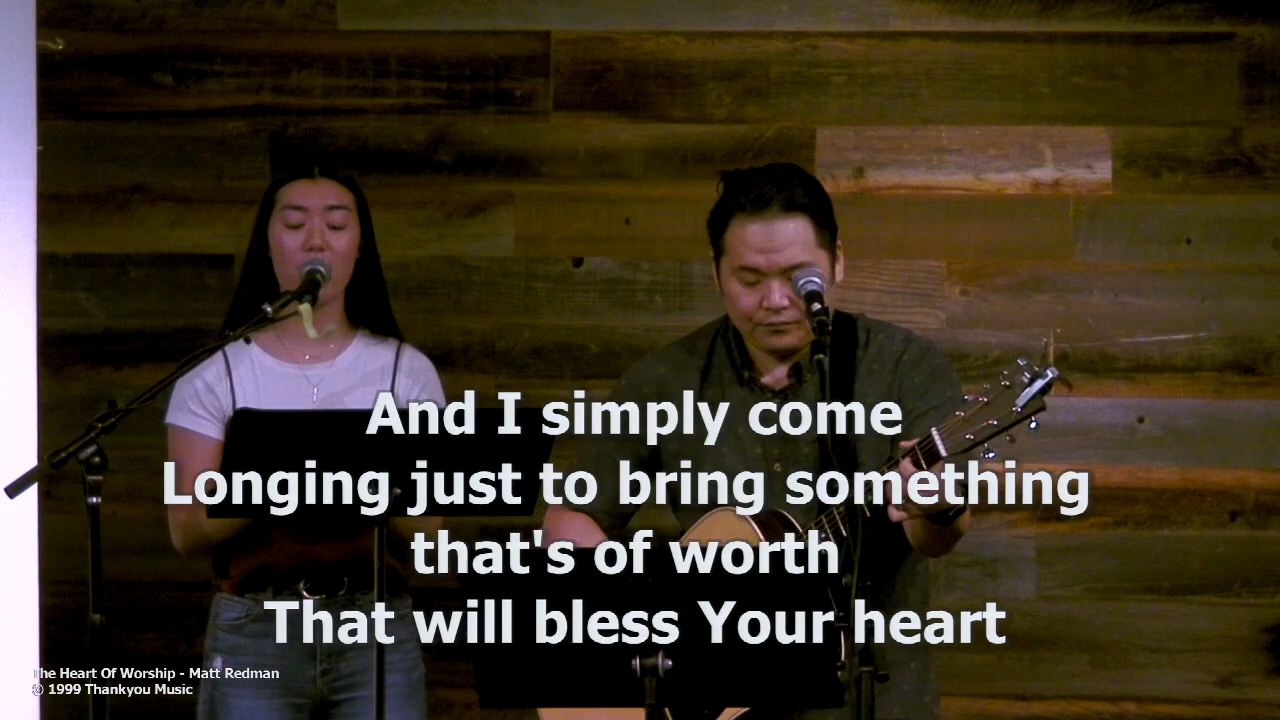 And I simply come
Longing just to bring something
that's of worth
That will bless Your heart
The Heart Of Worship - Matt Redman
© 1999 Thankyou Music